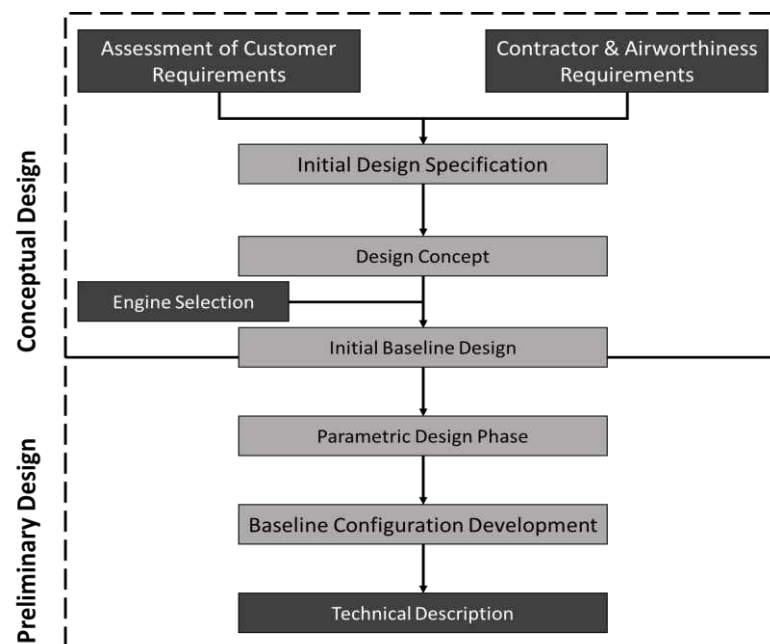 Assessment of Customer
Requirements
Contractor & Airworthiness
Requirements
Conceptual Design
Initial Design Specification
Design Concept
Engine Selection
Initial Baseline Design
Preliminary Design
Parametric Design Phase
Baseline Configuration Development
Technical Description